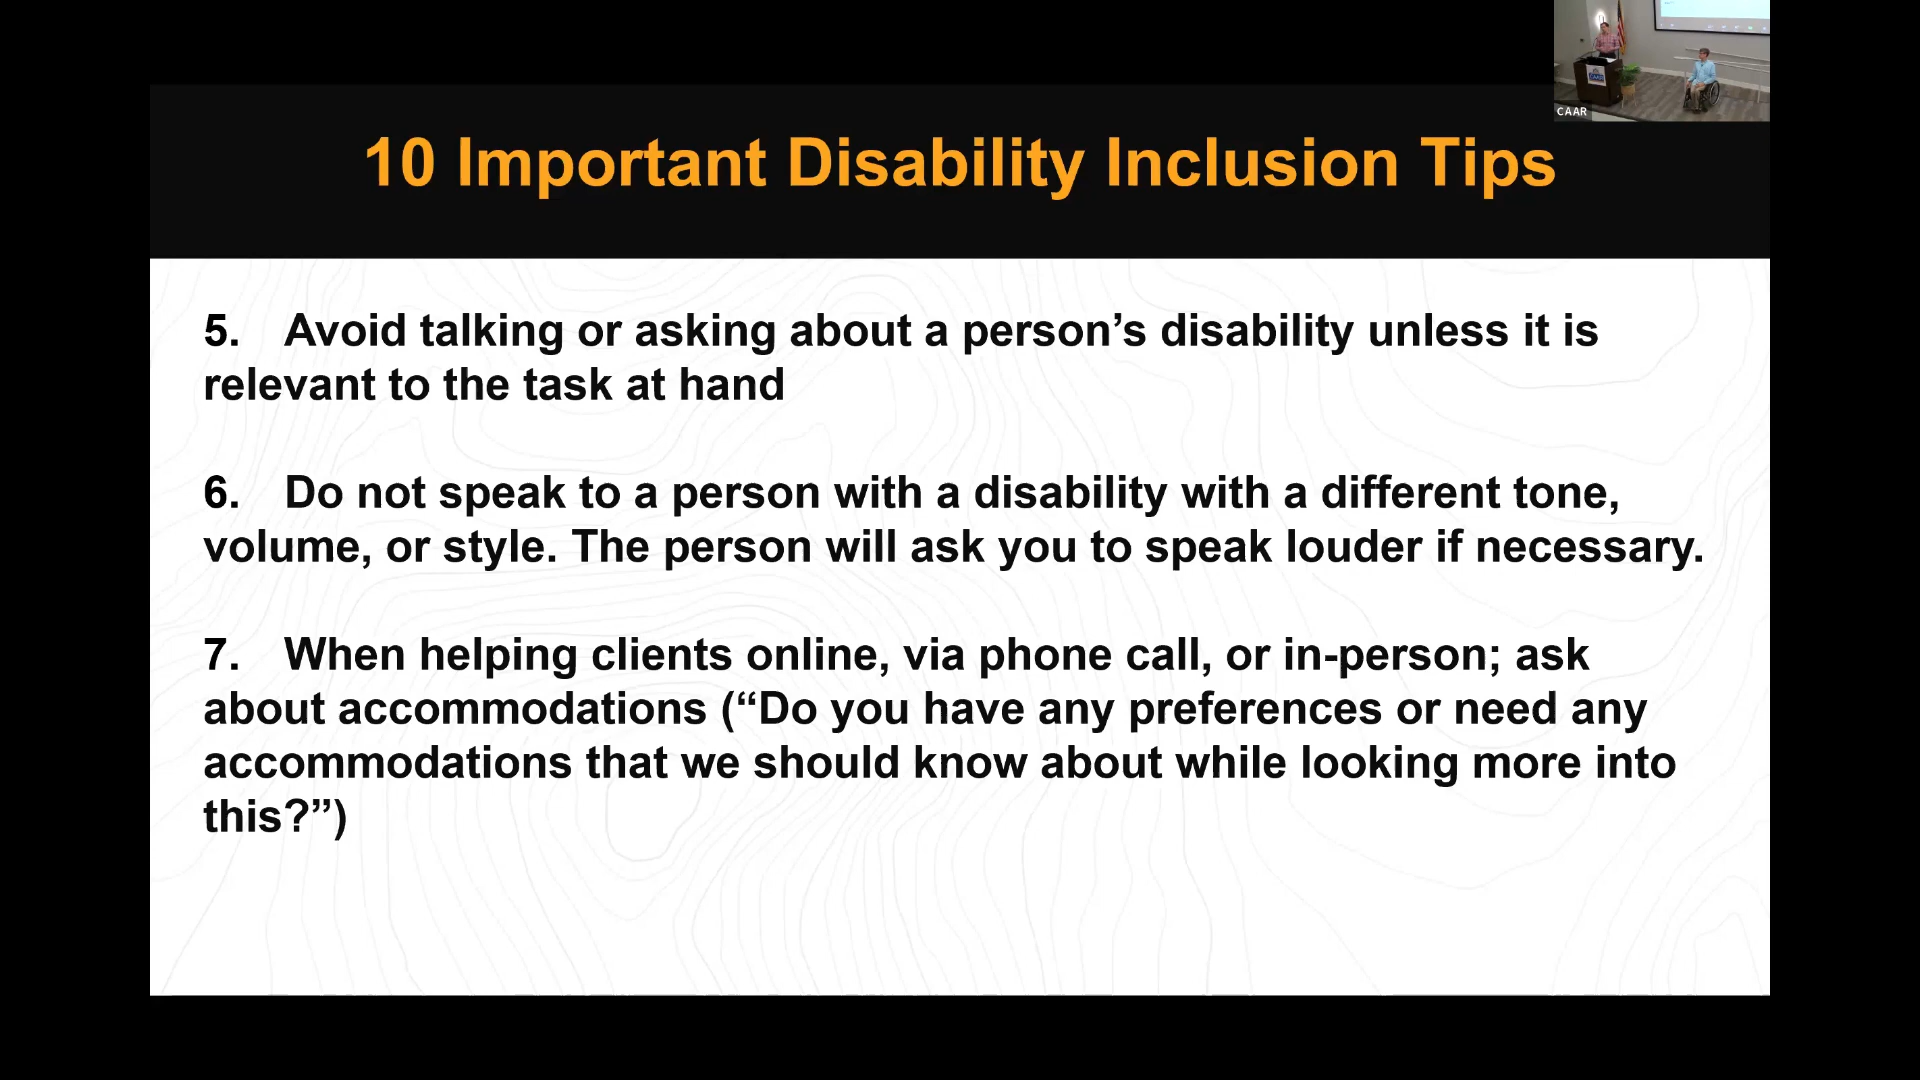 CAAR
10 Important Disability Inclusion Tips
5. Avoid talking or asking about a person’s disability unless it is
relevant to the task at hand
6. Do not speak to a person with a disability with a different tone,
volume, or style. The person will ask you to speak louder if necessary.
7. When helping clients online, via phone call, or in-person; ask
about accommodations (“Do you have any preferences or need any
accommodations that we should know about while looking more into
this?”)